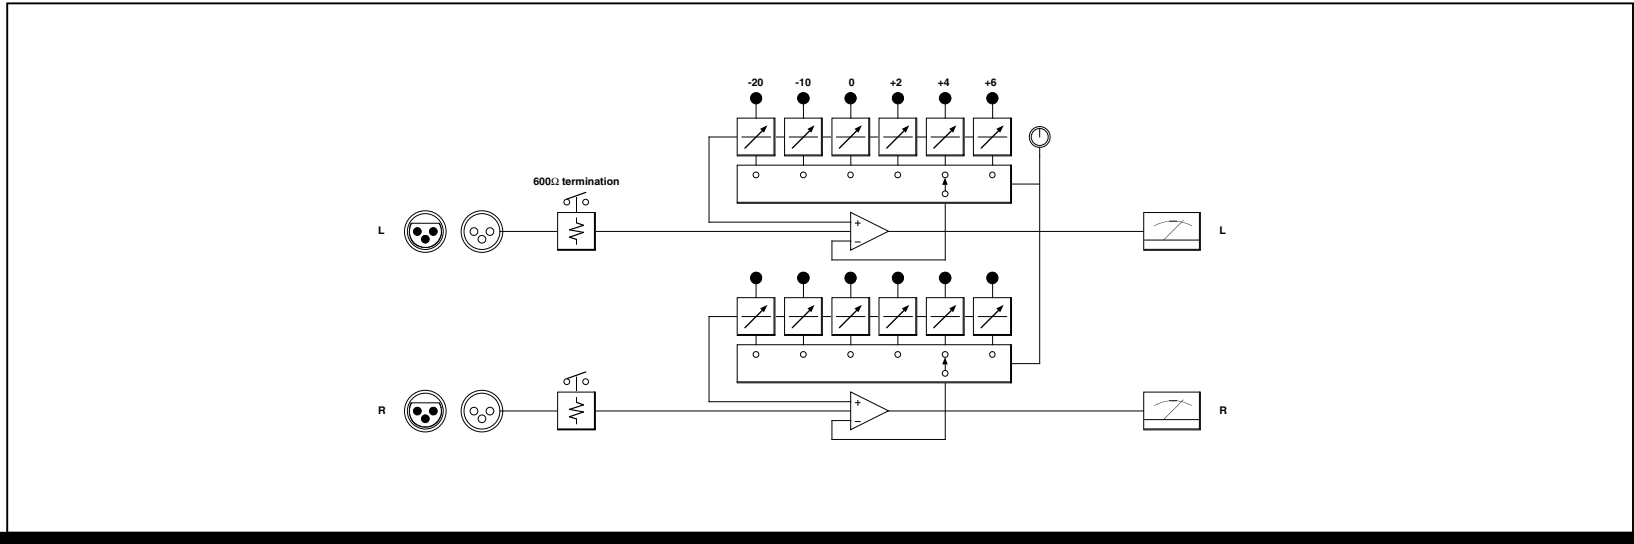 -20 -10 0 +2 +4 +6
600Ω termination
L L
+
−
R R
+
−